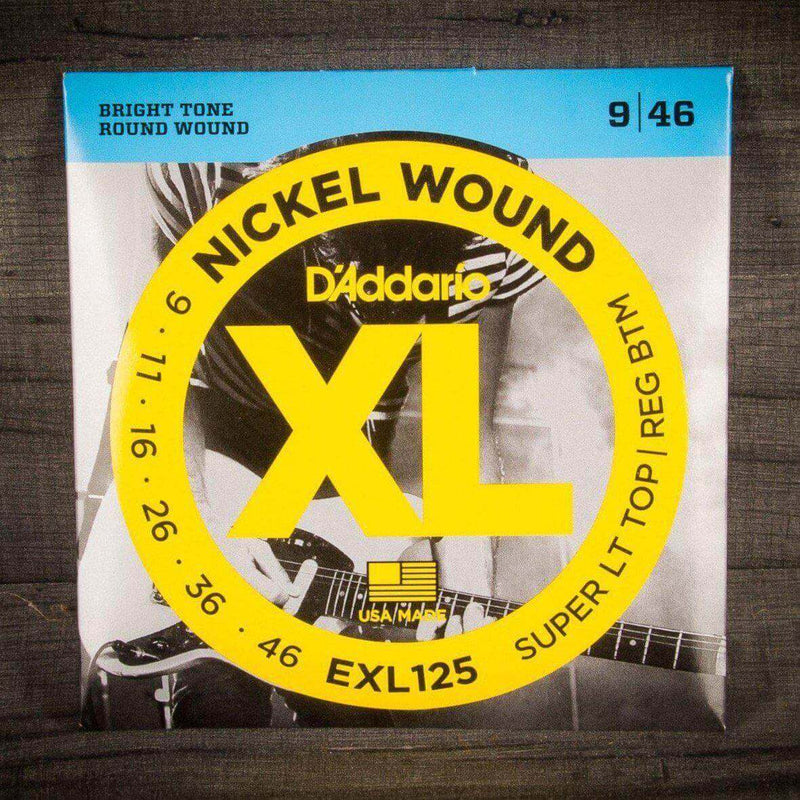 BRIGHT TONE
ROUND WOUND
9|46
NICKEL WOUND
D'Addario
XL
9 · 11 · 16 · 26 · 36 · 46
USA MADE
EXL125
SUPER LT TOP | REG BTM